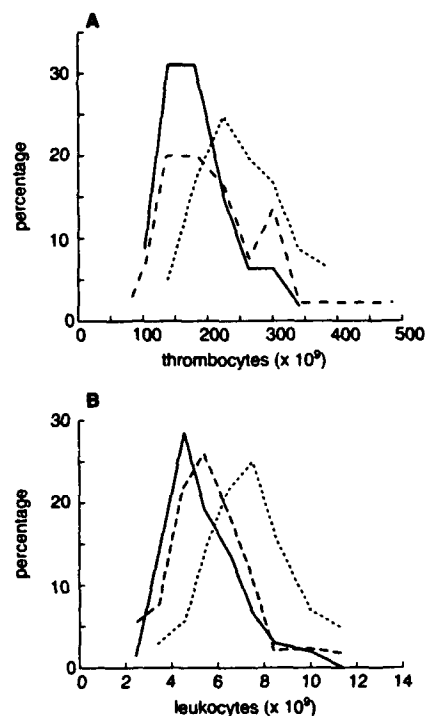 A
30
20
10
0
percentage
0 100 200 300 400 500
thrombocytes (x 10⁹)
B
30
20
10
0
percentage
0 2 4 6 8 10 12 14
leukocytes (x 10⁹)